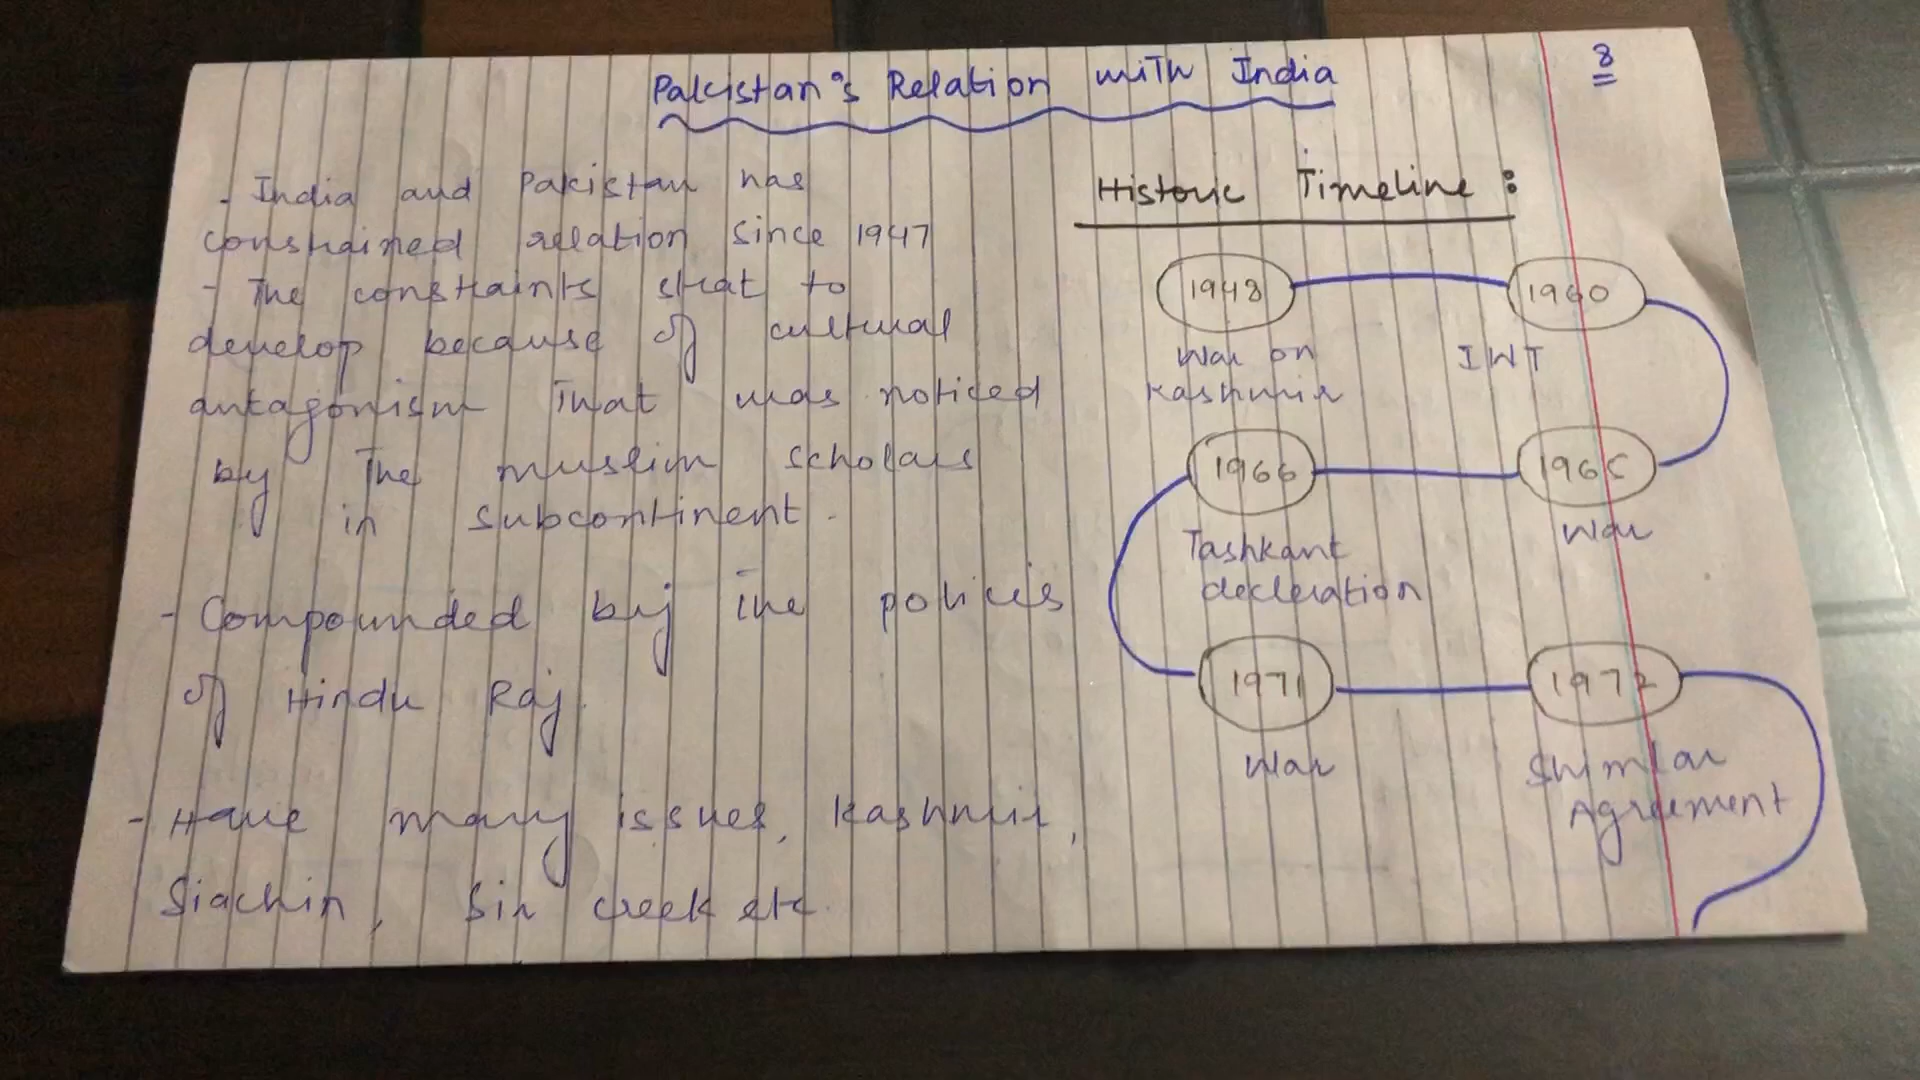 Pakistan's Relation with India
8
- India and Pakistan has
constrained relation since 1947
- The constraints strat to
develop because of cultural
antagonism that was noticed
by the muslim scholars
in subcontinent.
- Compounded by the policies
of Hindu Raj.
- Have many issues, Kashmir,
Siachin, Sir creek etc.
Historic Timeline :
1948 1960
War on IWT
Kashmir
1966 1965
Tashkant War
decleration
1971 1972
War Shimlar
Agreement